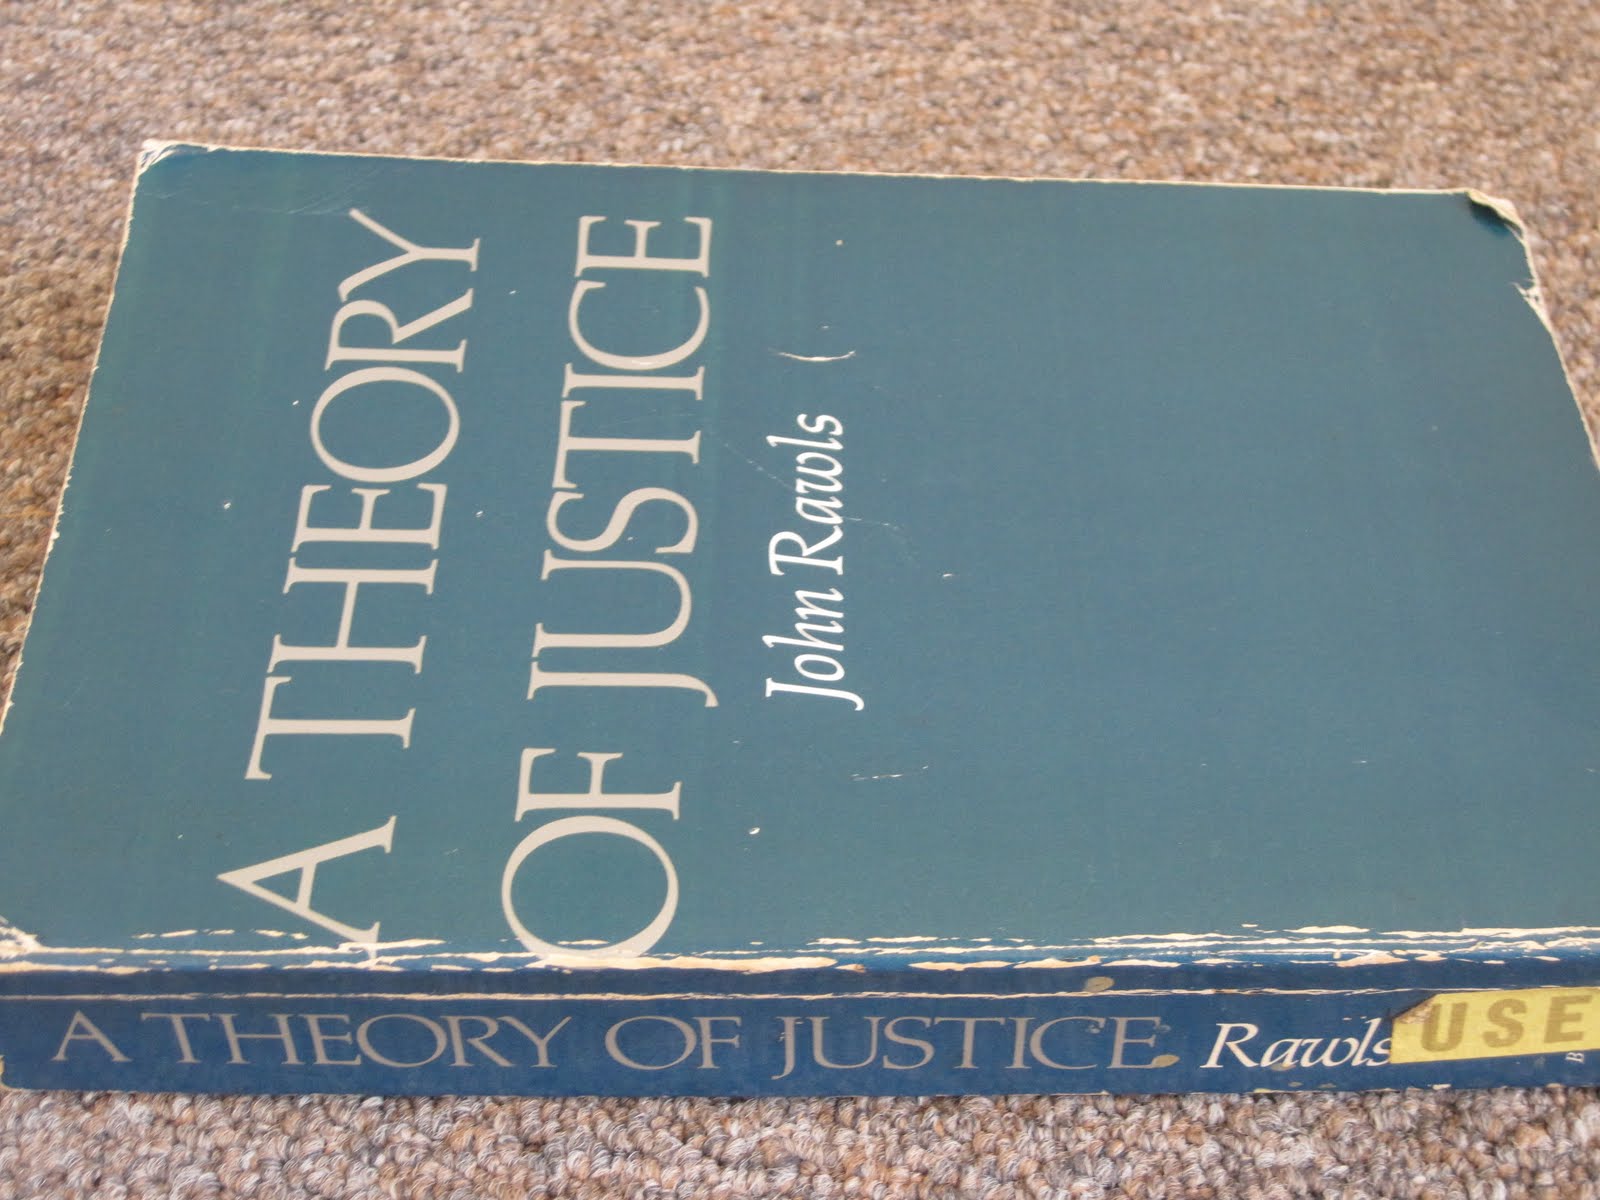 A THEORY
OF JUSTICE
John Rawls
A THEORY OF JUSTICE Rawls
USE
B